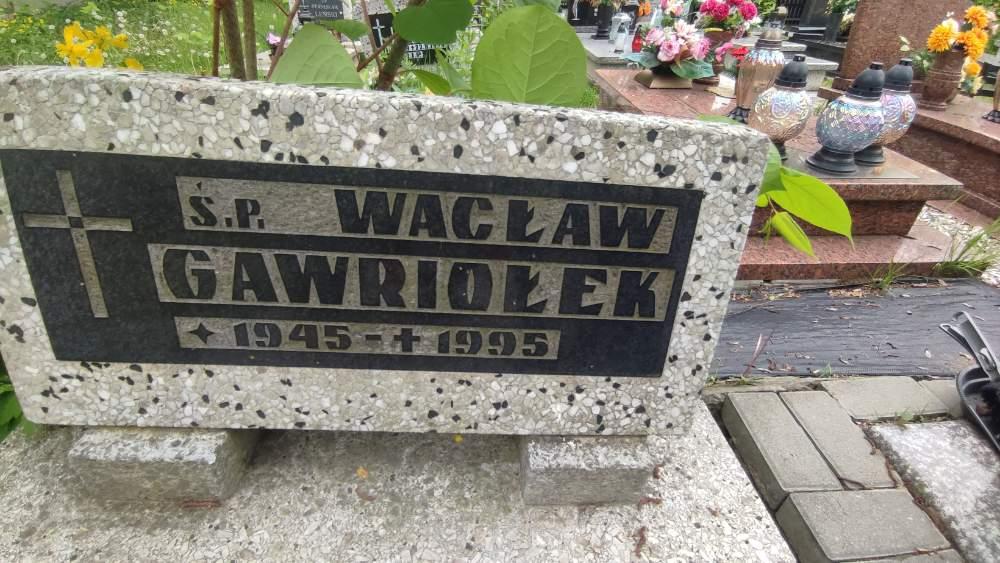 Ś.P. WACŁAW
GAWRIOŁEK
1945 - 1995